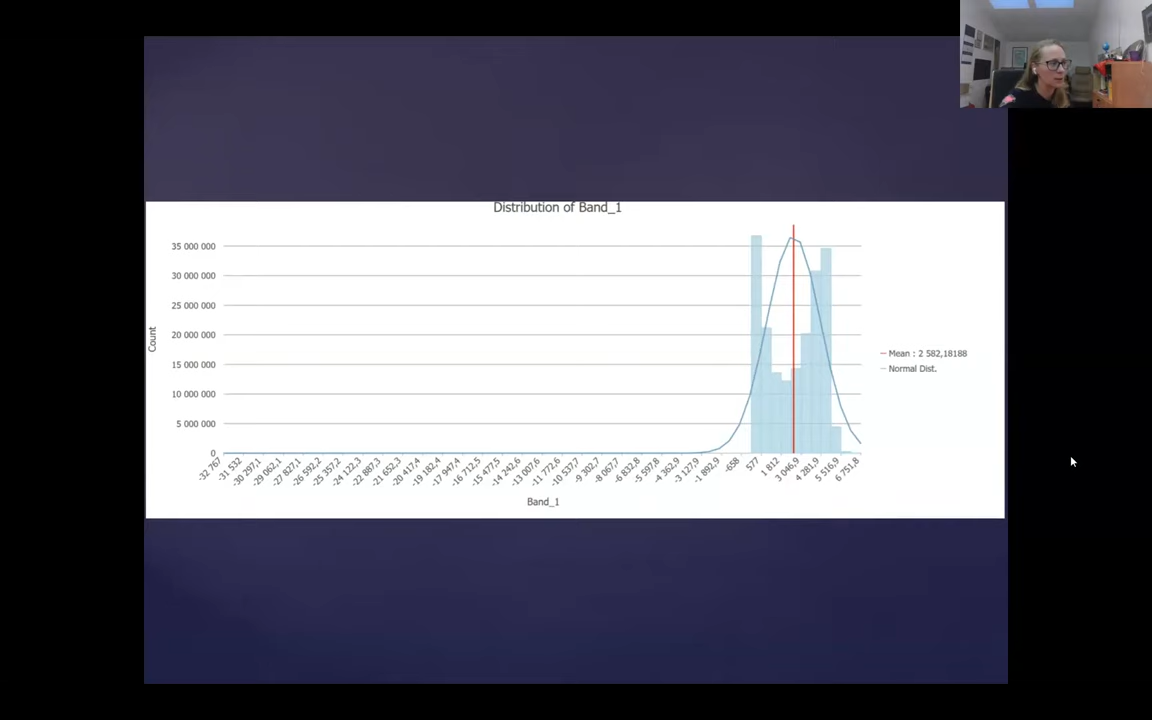 Distribution of Band_1
35 000 000
30 000 000
25 000 000
20 000 000
15 000 000
10 000 000
5 000 000
0
Count
-32 767
-31 532
-30 297,1
-29 062,1
-27 827,1
-26 592,2
-25 357,2
-24 122,3
-22 887,3
-21 652,3
-20 417,4
-19 182,4
-17 947,4
-16 712,5
-15 477,5
-14 242,6
-13 007,6
-11 772,6
-10 537,7
-9 302,7
-8 067,7
-6 832,8
-5 597,8
-4 362,9
-3 127,9
-1 892,9
-658
577
1 812
3 046,9
4 281,9
5 516,9
6 751,8
Band_1
Mean : 2 582,18188
Normal Dist.